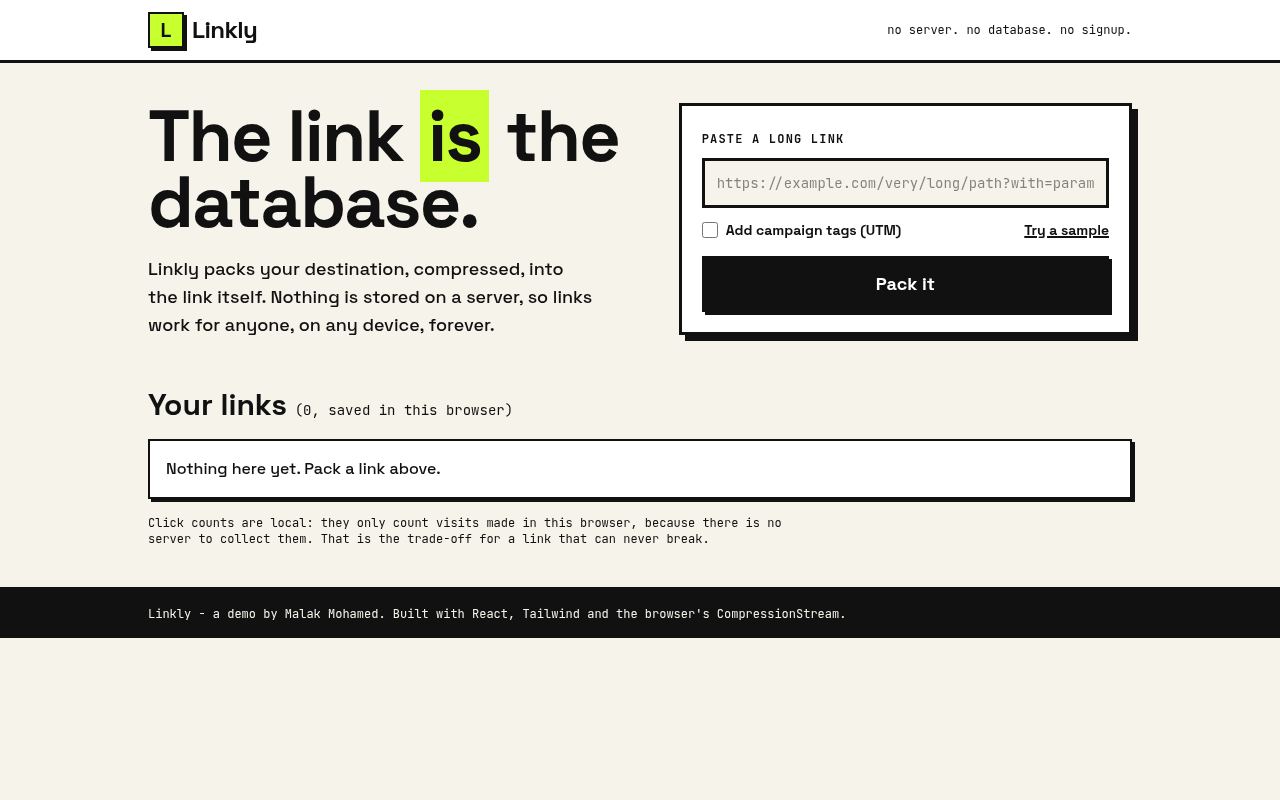 L Linkly
no server. no database. no signup.
The link is the
database.
Linkly packs your destination, compressed, into
the link itself. Nothing is stored on a server, so links
work for anyone, on any device, forever.
PASTE A LONG LINK
https://example.com/very/long/path?with=param
Add campaign tags (UTM)
Try a sample
Pack it
Your links (0, saved in this browser)
Nothing here yet. Pack a link above.
Click counts are local: they only count visits made in this browser, because there is no
server to collect them. That is the trade-off for a link that can never break.
Linkly - a demo by Malak Mohamed. Built with React, Tailwind and the browser's CompressionStream.